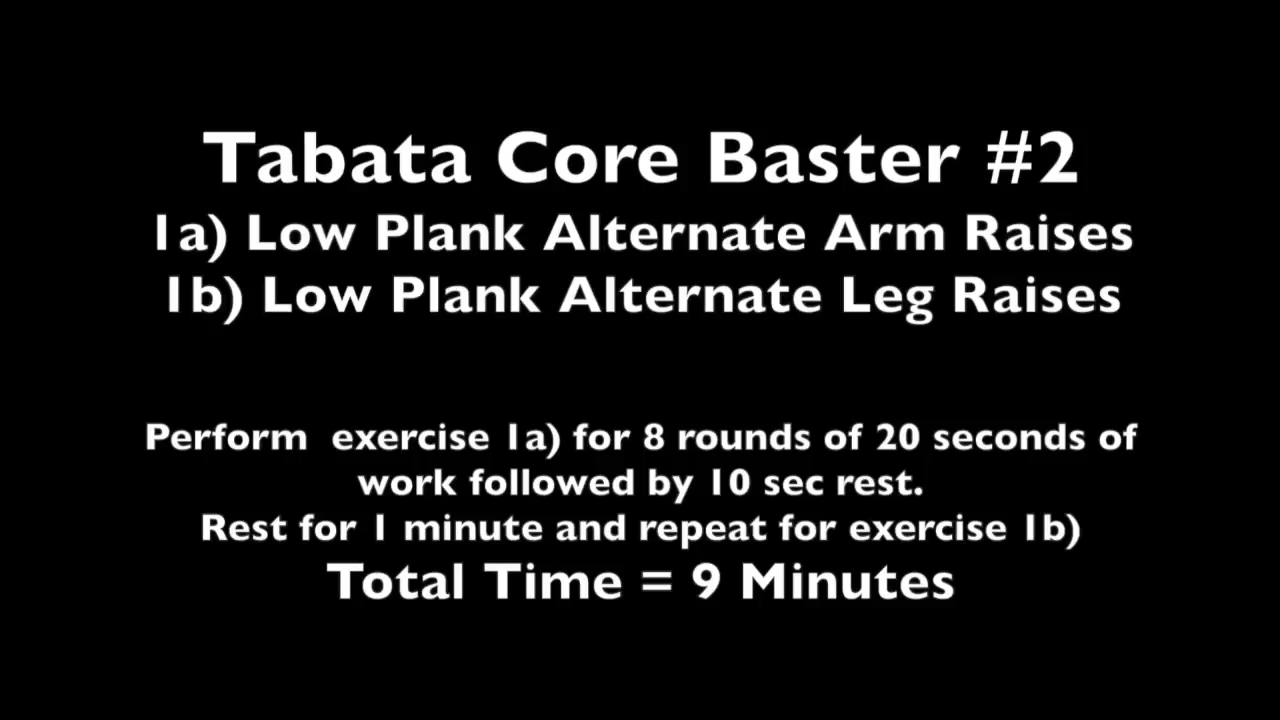 Tabata Core Baster #2
1a) Low Plank Alternate Arm Raises
1b) Low Plank Alternate Leg Raises
Perform  exercise 1a) for 8 rounds of 20 seconds of
work followed by 10 sec rest.
Rest for 1 minute and repeat for exercise 1b)
Total Time = 9 Minutes